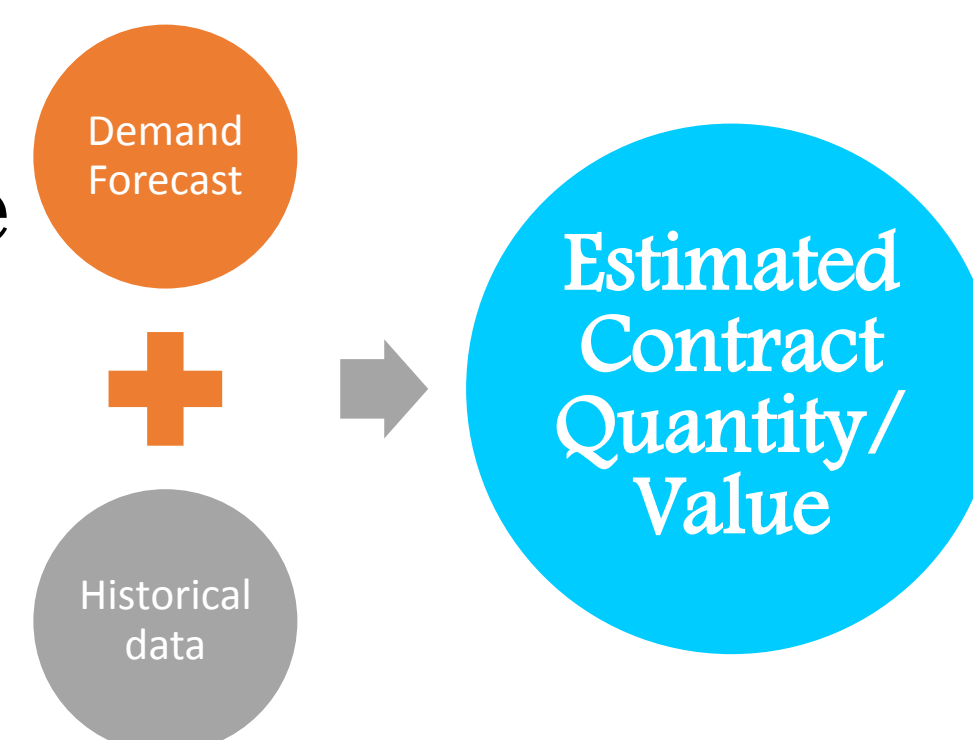 Demand
Forecast
e
Estimated
Contract
Quantity/
Value
Historical
data